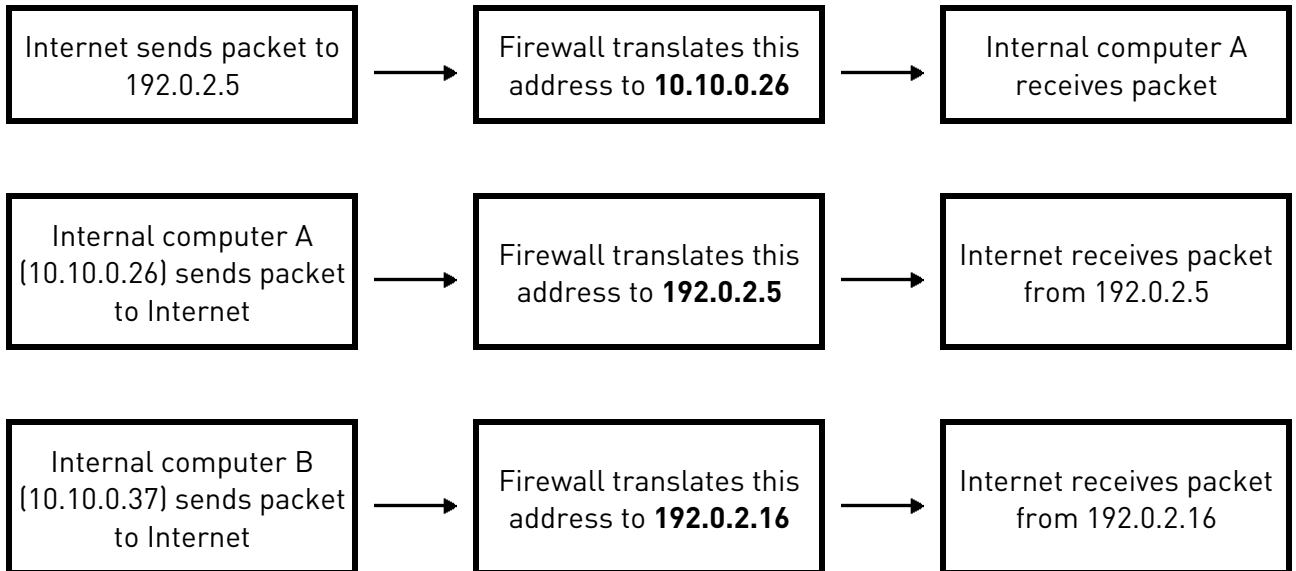 Internet sends packet to
192.0.2.5
Firewall translates this
address to 10.10.0.26
Internal computer A
receives packet
Internal computer A
(10.10.0.26) sends packet
to Internet
Firewall translates this
address to 192.0.2.5
Internet receives packet
from 192.0.2.5
Internal computer B
(10.10.0.37) sends packet
to Internet
Firewall translates this
address to 192.0.2.16
Internet receives packet
from 192.0.2.16